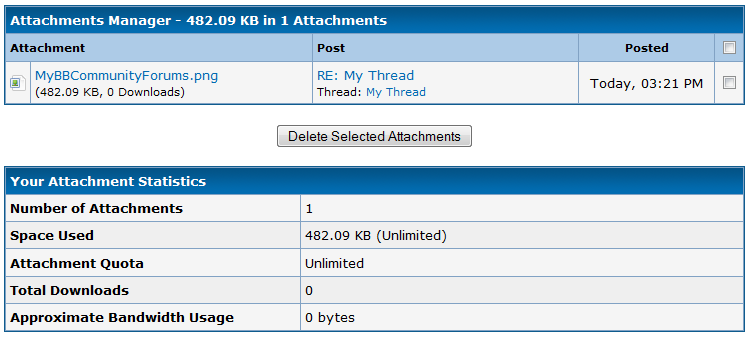 Attachments Manager - 482.09 KB in 1 Attachments
Attachment Post Posted
MyBBCommunityForums.png RE: My Thread
(482.09 KB, 0 Downloads) Thread: My Thread Today, 03:21 PM
Delete Selected Attachments
Your Attachment Statistics
Number of Attachments 1
Space Used 482.09 KB (Unlimited)
Attachment Quota Unlimited
Total Downloads 0
Approximate Bandwidth Usage 0 bytes